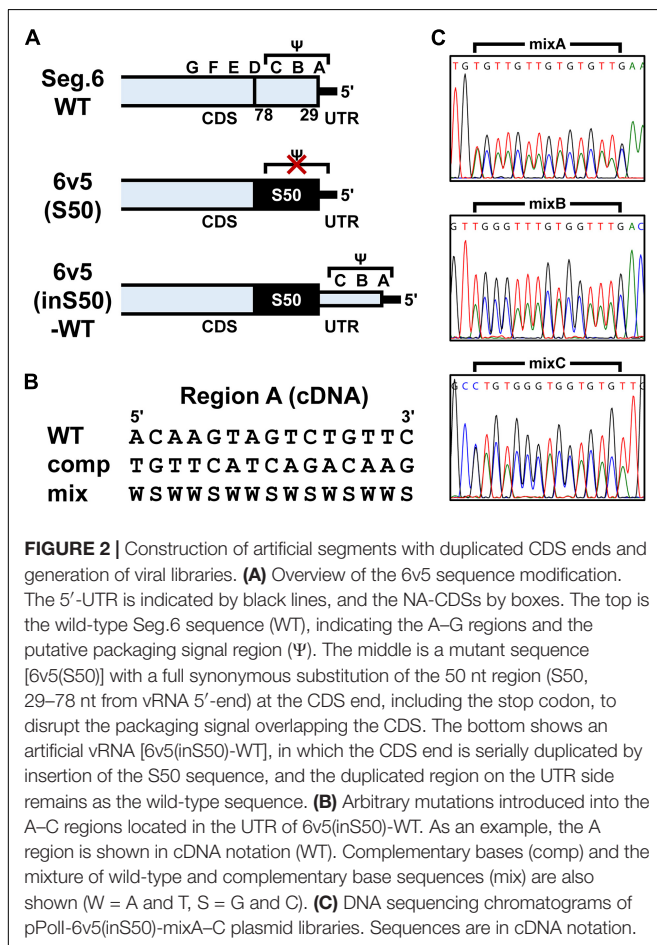 A
Ψ
G F E D C B A
Seg.6
WT
5'
CDS
78
29
UTR
Ψ
6v5
(S50)
S50
5'
CDS
UTR
Ψ
C B A
6v5
(inS50)
-WT
S50
5'
CDS
UTR
B
Region A (cDNA)
5' 3'
WT A C A A G T A G T C T G T T C
comp T G T T C A T C A G A C A A G
mix W S W W S W W S W S W S W W S
C
mixA
T G T G T T G T T G T G T G T T G A A
mixB
G T T G G G T T T G T G G T T T G A C
mixC
G C C T G T G G G T G G T G T G T T G
FIGURE 2 | Construction of artificial segments with duplicated CDS ends and
generation of viral libraries. (A) Overview of the 6v5 sequence modification.
The 5′-UTR is indicated by black lines, and the NA-CDSs by boxes. The top is
the wild-type Seg.6 sequence (WT), indicating the A–G regions and the
putative packaging signal region (Ψ). The middle is a mutant sequence
[6v5(S50)] with a full synonymous substitution of the 50 nt region (S50,
29–78 nt from vRNA 5′-end) at the CDS end, including the stop codon, to
disrupt the packaging signal overlapping the CDS. The bottom shows an
artificial vRNA [6v5(inS50)-WT], in which the CDS end is serially duplicated by
insertion of the S50 sequence, and the duplicated region on the UTR side
remains as the wild-type sequence. (B) Arbitrary mutations introduced into the
A–C regions located in the UTR of 6v5(inS50)-WT. As an example, the A
region is shown in cDNA notation (WT). Complementary bases (comp) and the
mixture of wild-type and complementary base sequences (mix) are also
shown (W = A and T, S = G and C). (C) DNA sequencing chromatograms of
pPolI-6v5(inS50)-mixA–C plasmid libraries. Sequences are in cDNA notation.